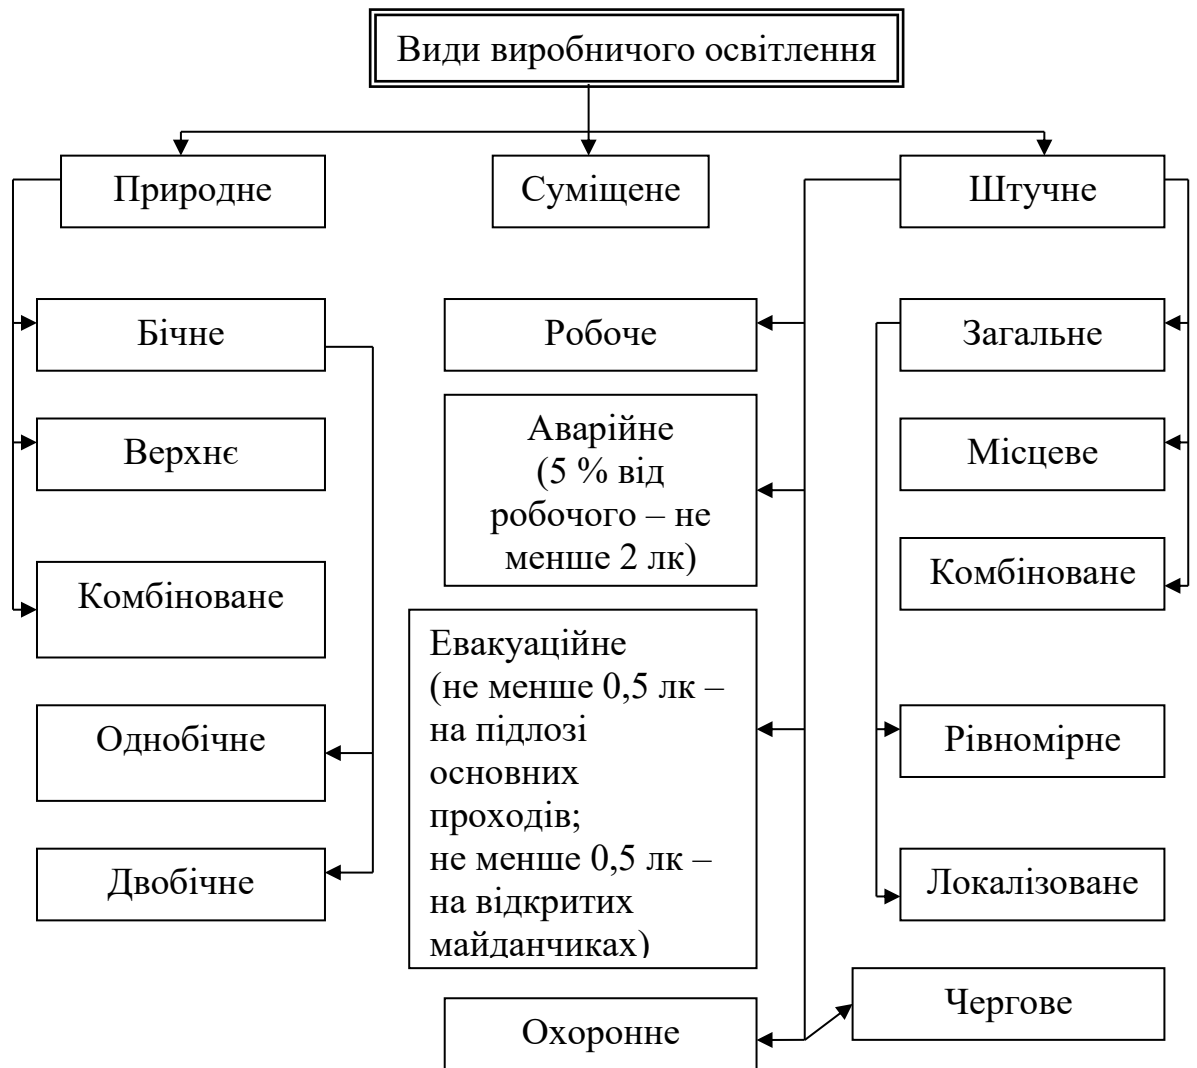 Види виробничого освітлення
Природне
Суміщене
Штучне
Бічне
Робоче
Загальне
Верхнє
Аварійне
(5 % від
робочого – не
менше 2 лк)
Місцеве
Комбіноване
Комбіноване
Евакуаційне
(не менше 0,5 лк –
на підлозі
основних
проходів;
не менше 0,5 лк –
на відкритих
майданчиках)
Однобічне
Рівномірне
Двобічне
Локалізоване
Охоронне
Чергове